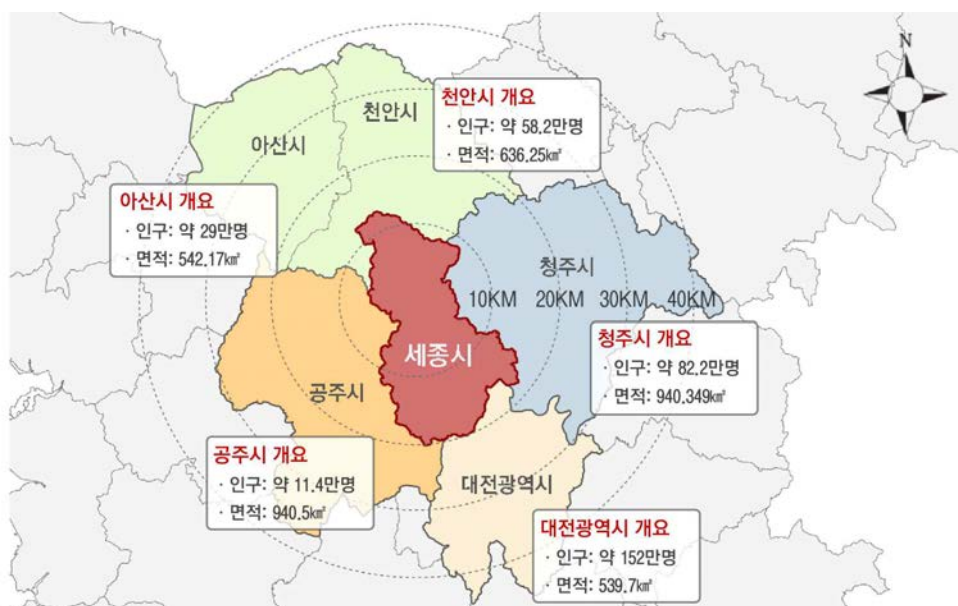 N
천안시 개요
· 인구: 약 58.2만명
· 면적: 636.25㎢
천안시
아산시
아산시 개요
· 인구: 약 29만명
· 면적: 542.17㎢
청주시
10KM 20KM 30KM 40KM
세종시
청주시 개요
· 인구: 약 82.2만명
· 면적: 940.349㎢
공주시
공주시 개요
· 인구: 약 11.4만명
· 면적: 940.5㎢
대전광역시
대전광역시 개요
· 인구: 약 152만명
· 면적: 539.7㎢